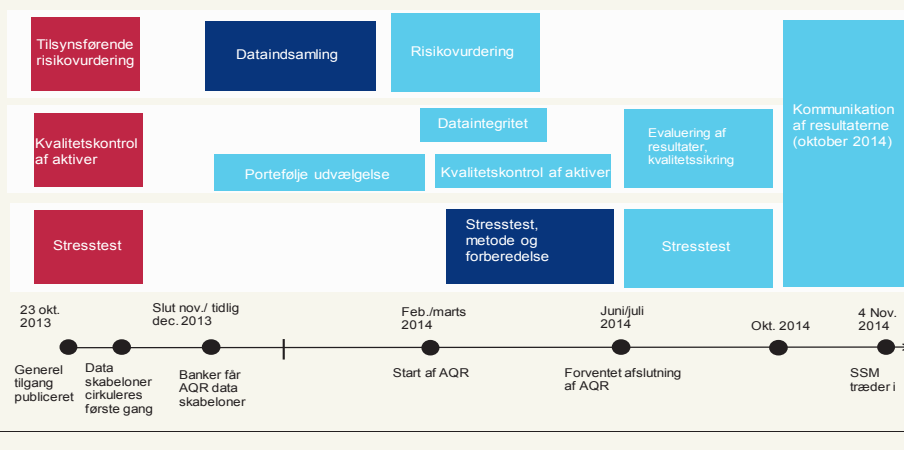 Tilsynsførende
risikovurdering
Dataindsamling
Risikovurdering
Kommunikation
af resultaterne
(oktober 2014)
Kvalitetskontrol
af aktiver
Dataintegritet
Portefølje udvælgelse
Kvalitetskontrol af aktiver
Evaluering af
resultater,
kvalitetssikring
Stresstest
Stresstest,
metode og
forberedelse
Stresstest
23 okt.
2013
Slut nov./ tidlig
dec. 2013
Feb./marts
2014
Juni/juli
2014
Okt. 2014
4 Nov.
2014
Generel
tilgang
publiceret
Data
skabeloner
cirkuleres
første gang
Banker får
AQR data
skabeloner
Start af AQR
Forventet afslutning
af AQR
SSM
træder i